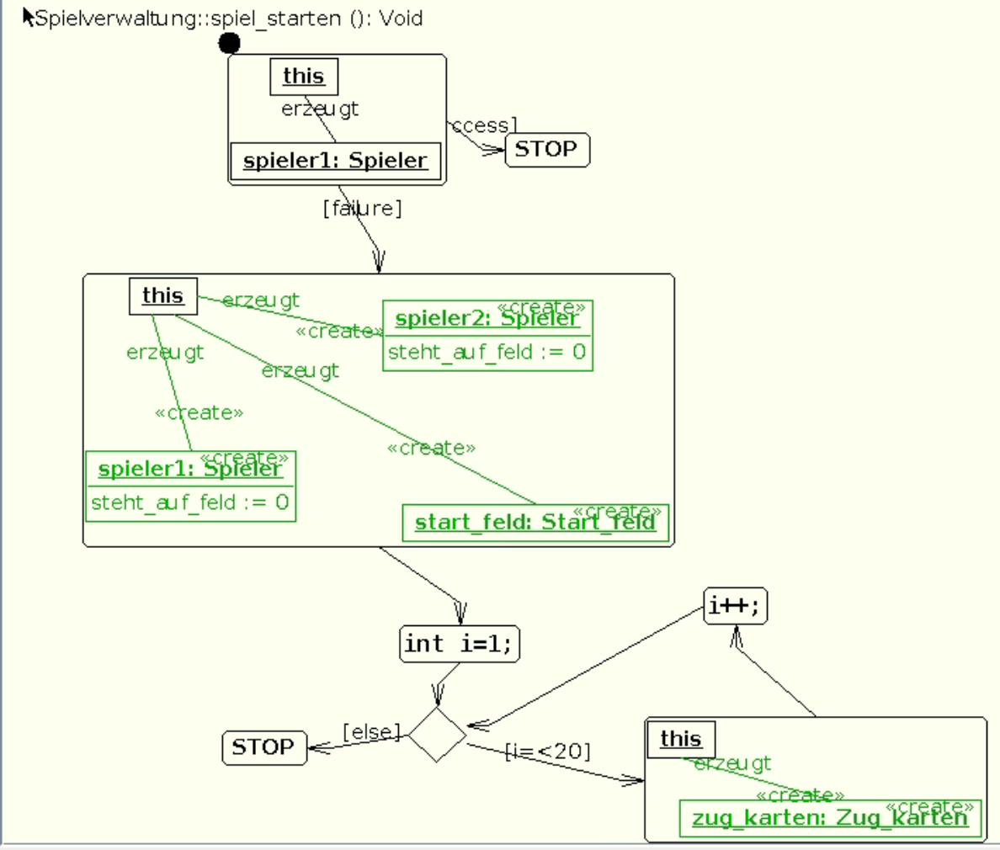 Spielverwaltung::spiel_starten (): Void
this
erzeugt
spieler1: Spieler
ccess]
STOP
[failure]
this
erzeugt
«create»
«create»
spieler2: Spieler
steht_auf_feld := 0
erzeugt
erzeugt
«create»
«create»
«create»
spieler1: Spieler
steht_auf_feld := 0
«create»
start_feld: Start_feld
int i=1;
i++;
[else]
STOP
[i=<20]
this
erzeugt
«create»
«create»
zug_karten: Zug_karten